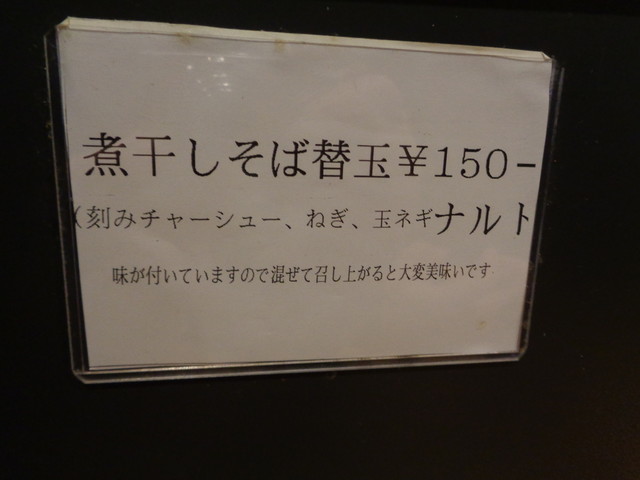 煮干しそば替玉￥150-
(刻みチャーシュー、ねぎ、玉ネギナルト
味が付いていますので混ぜて召し上がると大変美味いです